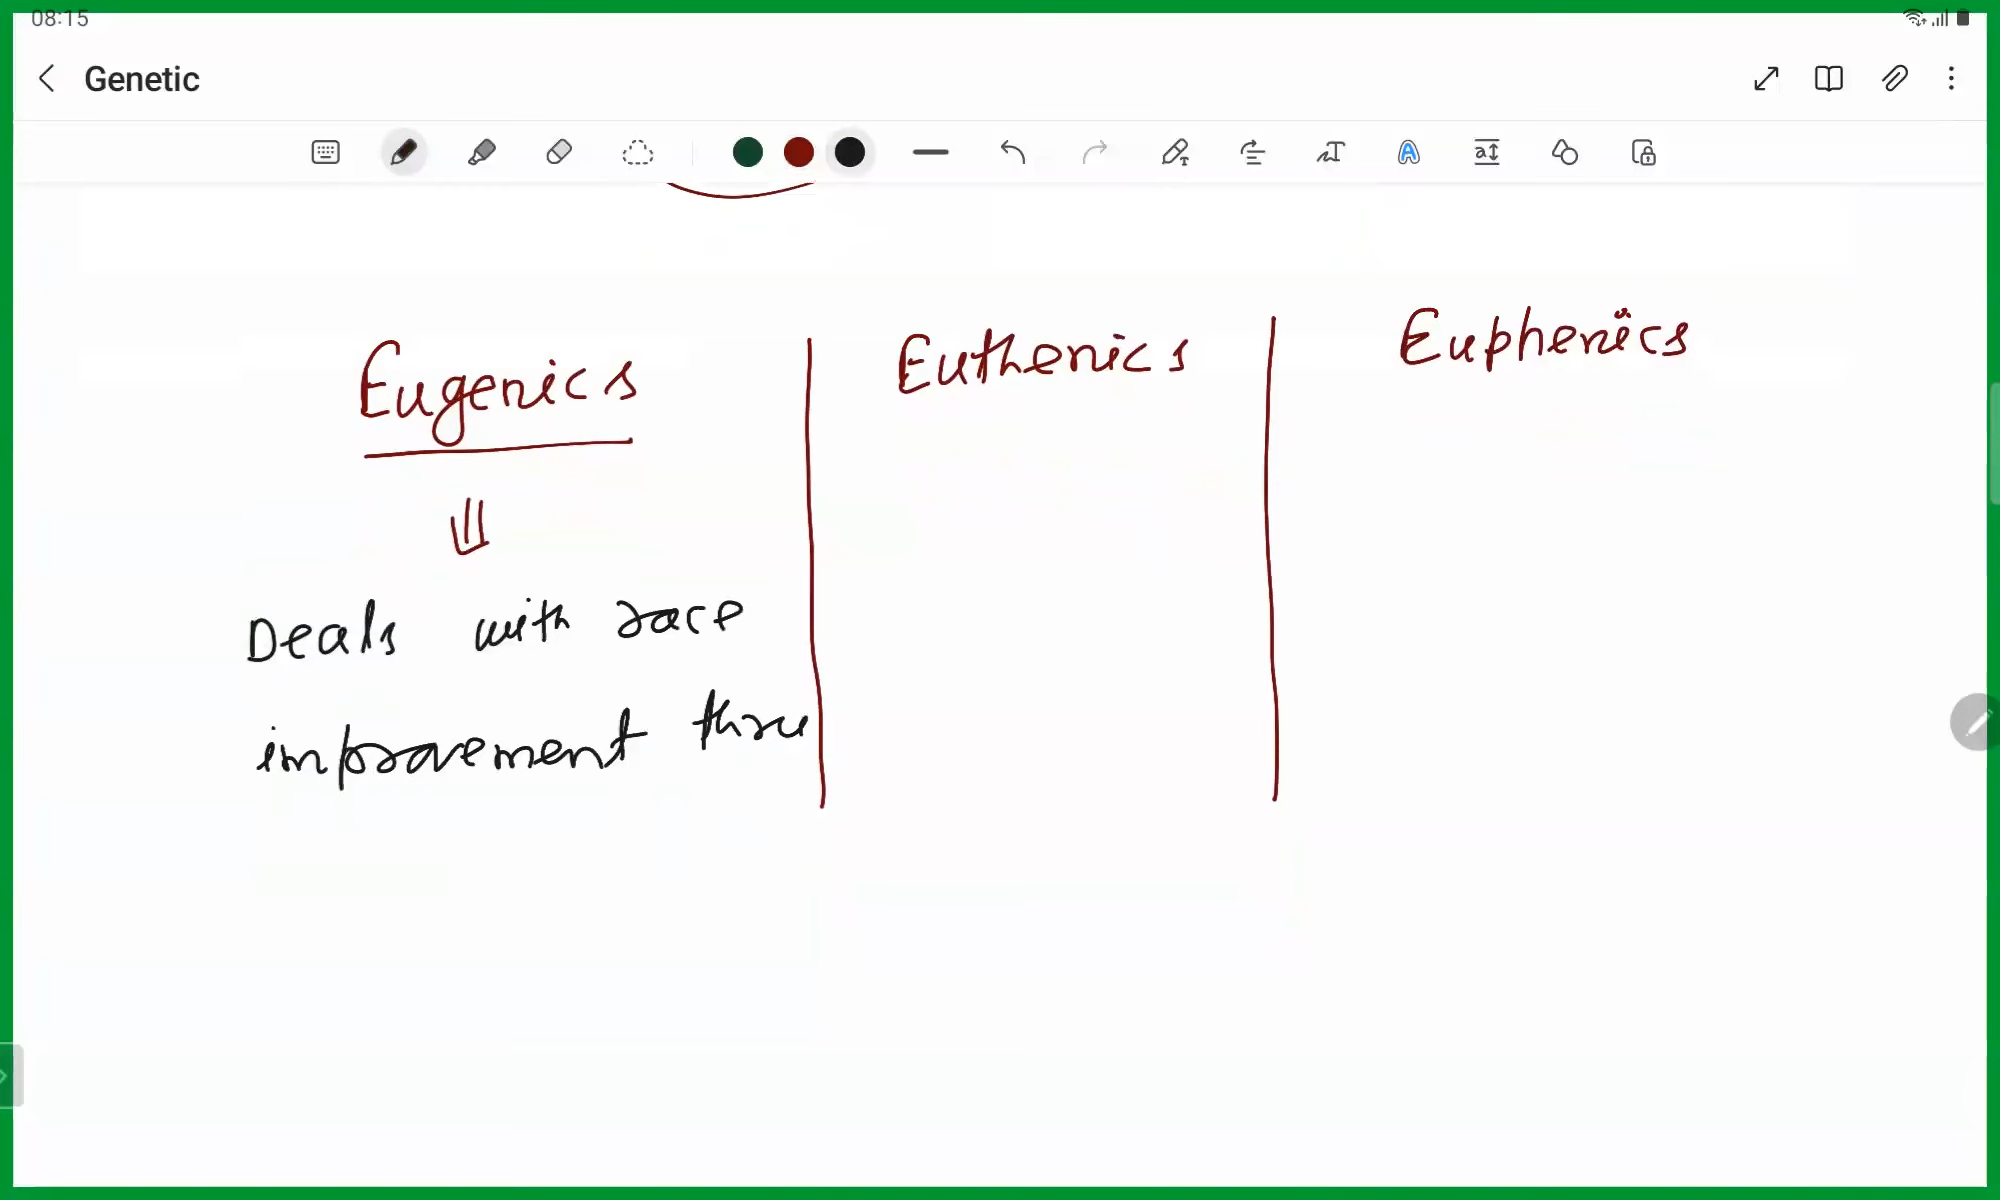 08:15
Genetic
Eugenics
Euthenics
Euphenics
Deals with race
improvement thru